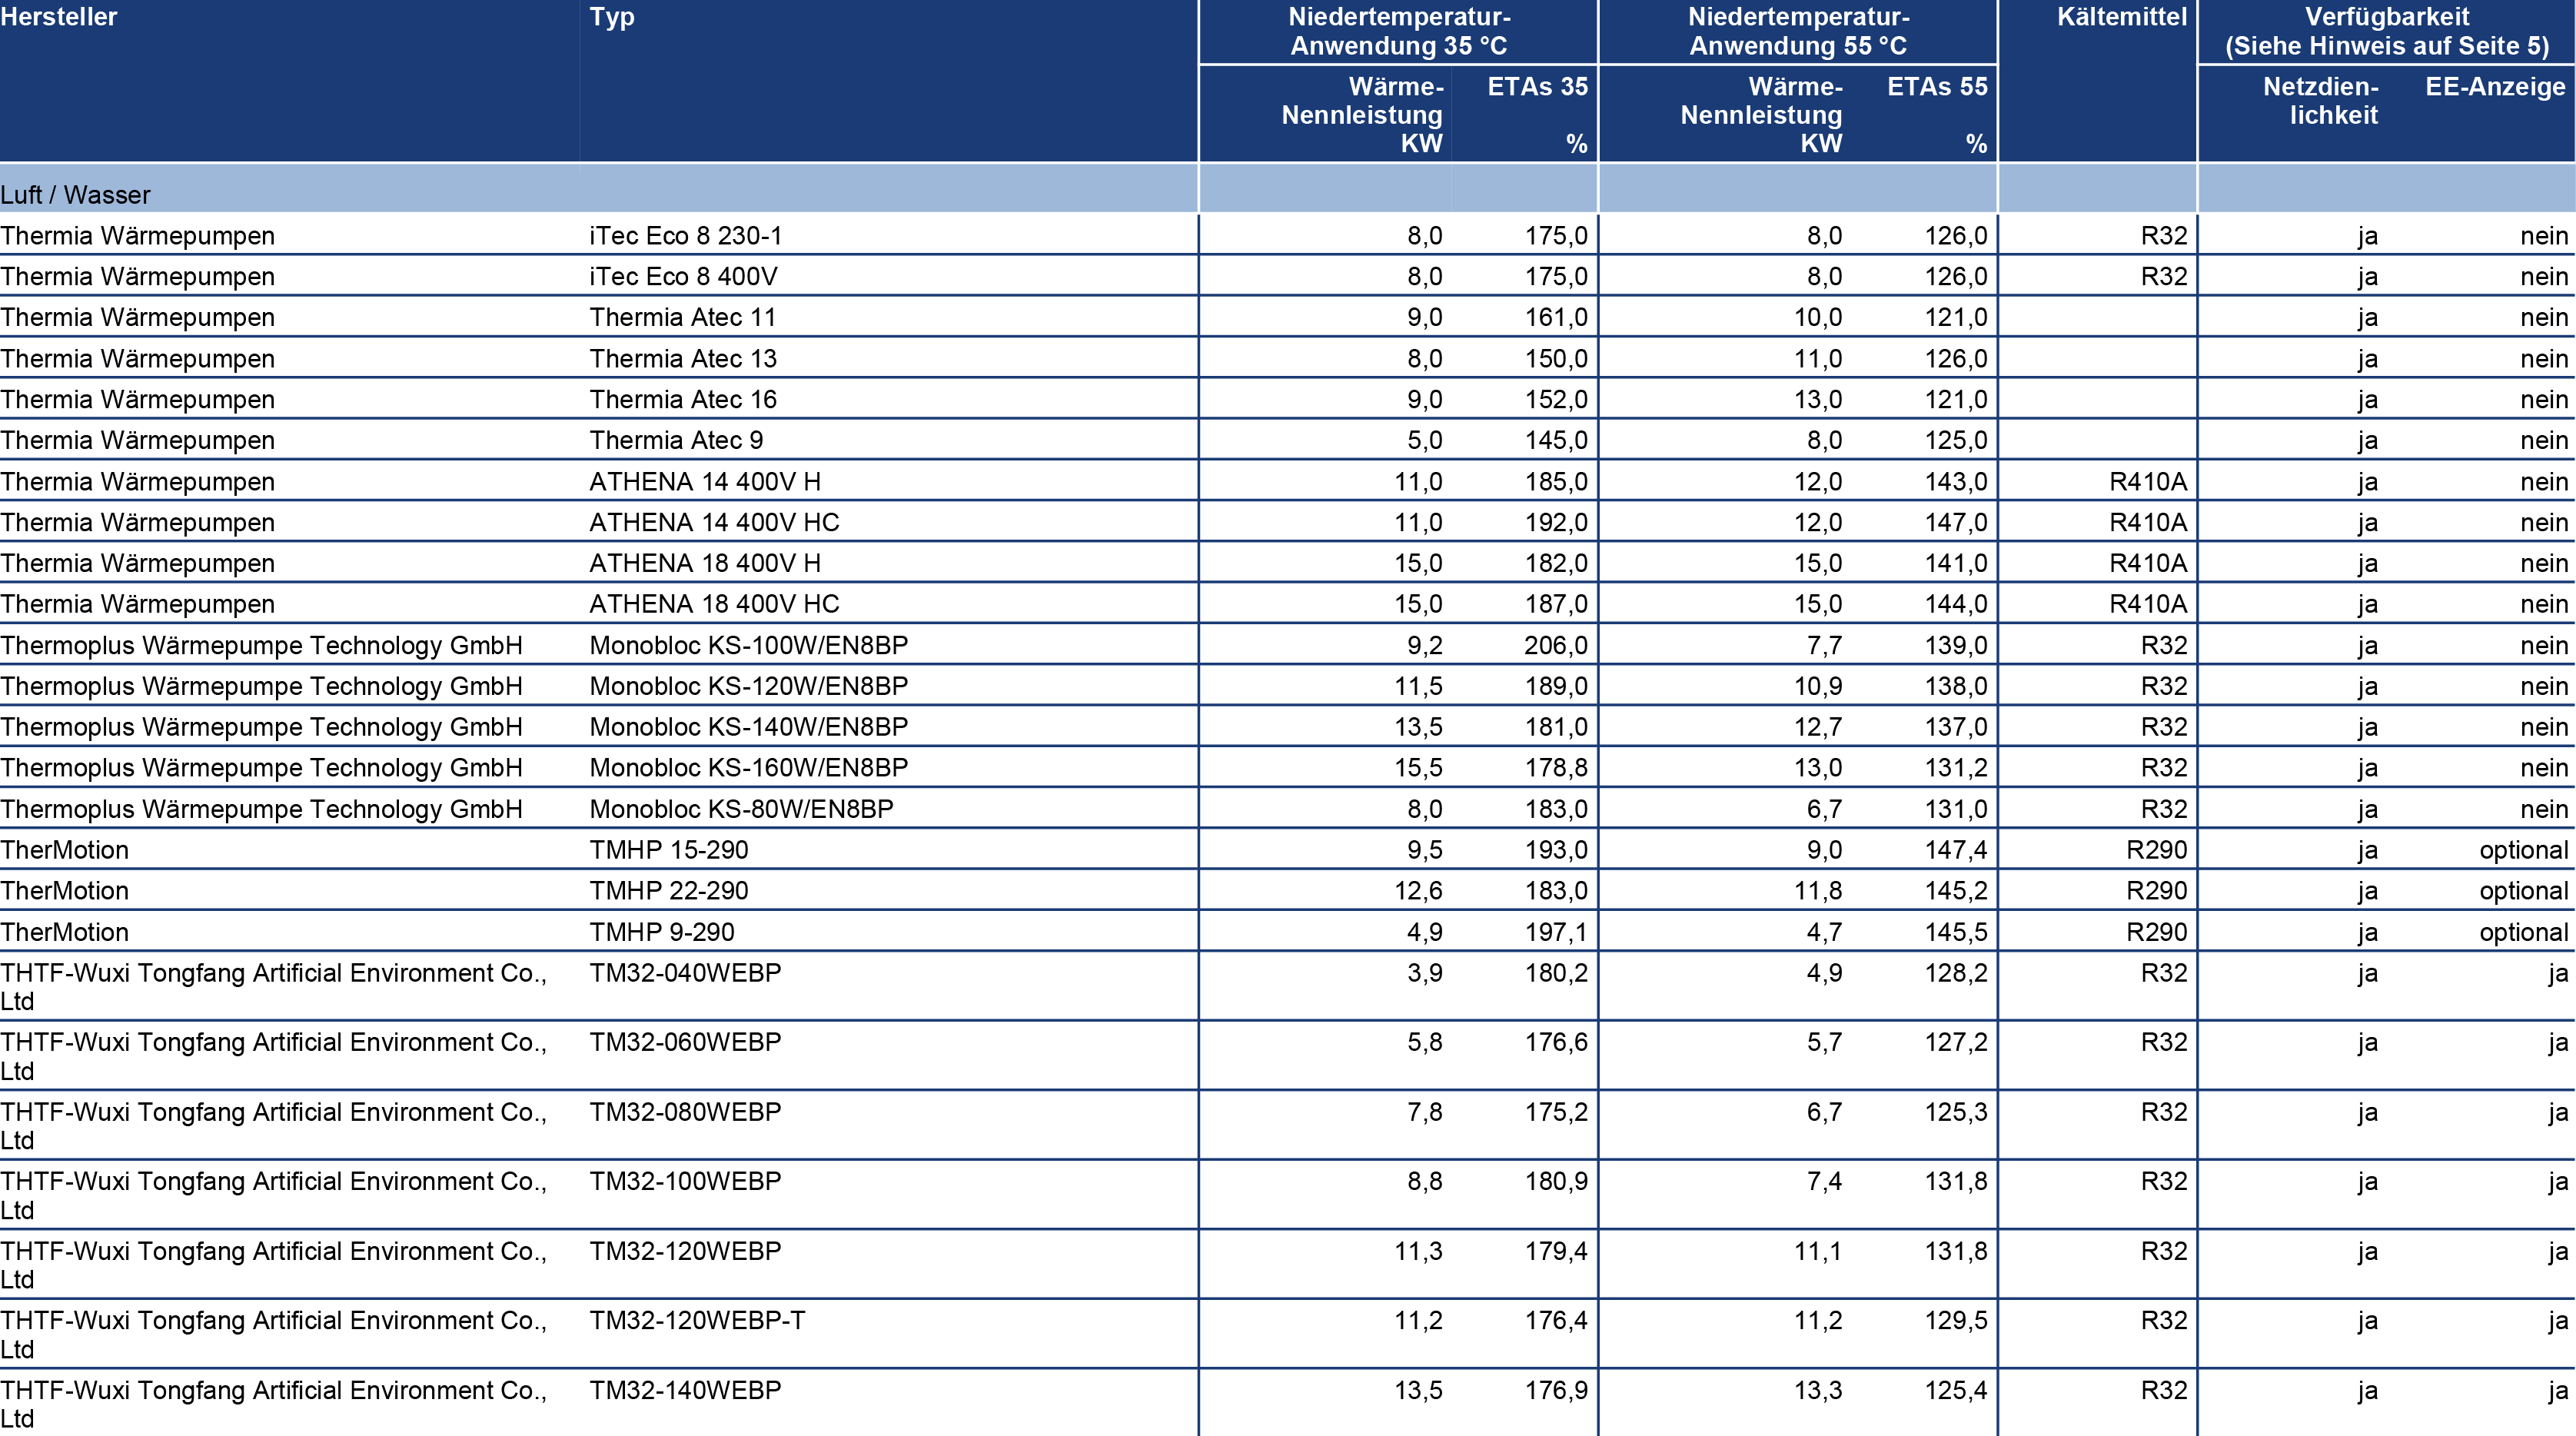 Hersteller Typ Niedertemperatur- Niedertemperatur- Kältemittel Verfügbarkeit
Anwendung 35 °C Anwendung 55 °C (Siehe Hinweis auf Seite 5)
Wärme- ETAs 35 Wärme- ETAs 55 Netzdien- EE-Anzeige
Nennleistung Nennleistung lichkeit
KW % KW %
Luft / Wasser
Thermia Wärmepumpen iTec Eco 8 230-1 8,0 175,0 8,0 126,0 R32 ja nein
Thermia Wärmepumpen iTec Eco 8 400V 8,0 175,0 8,0 126,0 R32 ja nein
Thermia Wärmepumpen Thermia Atec 11 9,0 161,0 10,0 121,0 ja nein
Thermia Wärmepumpen Thermia Atec 13 8,0 150,0 11,0 126,0 ja nein
Thermia Wärmepumpen Thermia Atec 16 9,0 152,0 13,0 121,0 ja nein
Thermia Wärmepumpen Thermia Atec 9 5,0 145,0 8,0 125,0 ja nein
Thermia Wärmepumpen ATHENA 14 400V H 11,0 185,0 12,0 143,0 R410A ja nein
Thermia Wärmepumpen ATHENA 14 400V HC 11,0 192,0 12,0 147,0 R410A ja nein
Thermia Wärmepumpen ATHENA 18 400V H 15,0 182,0 15,0 141,0 R410A ja nein
Thermia Wärmepumpen ATHENA 18 400V HC 15,0 187,0 15,0 144,0 R410A ja nein
Thermoplus Wärmepumpe Technology GmbH Monobloc KS-100W/EN8BP 9,2 206,0 7,7 139,0 R32 ja nein
Thermoplus Wärmepumpe Technology GmbH Monobloc KS-120W/EN8BP 11,5 189,0 10,9 138,0 R32 ja nein
Thermoplus Wärmepumpe Technology GmbH Monobloc KS-140W/EN8BP 13,5 181,0 12,7 137,0 R32 ja nein
Thermoplus Wärmepumpe Technology GmbH Monobloc KS-160W/EN8BP 15,5 178,8 13,0 131,2 R32 ja nein
Thermoplus Wärmepumpe Technology GmbH Monobloc KS-80W/EN8BP 8,0 183,0 6,7 131,0 R32 ja nein
TherMotion TMHP 15-290 9,5 193,0 9,0 147,4 R290 ja optional
TherMotion TMHP 22-290 12,6 183,0 11,8 145,2 R290 ja optional
TherMotion TMHP 9-290 4,9 197,1 4,7 145,5 R290 ja optional
THTF-Wuxi Tongfang Artificial Environment Co., TM32-040WEBP 3,9 180,2 4,9 128,2 R32 ja ja
Ltd
THTF-Wuxi Tongfang Artificial Environment Co., TM32-060WEBP 5,8 176,6 5,7 127,2 R32 ja ja
Ltd
THTF-Wuxi Tongfang Artificial Environment Co., TM32-080WEBP 7,8 175,2 6,7 125,3 R32 ja ja
Ltd
THTF-Wuxi Tongfang Artificial Environment Co., TM32-100WEBP 8,8 180,9 7,4 131,8 R32 ja ja
Ltd
THTF-Wuxi Tongfang Artificial Environment Co., TM32-120WEBP 11,3 179,4 11,1 131,8 R32 ja ja
Ltd
THTF-Wuxi Tongfang Artificial Environment Co., TM32-120WEBP-T 11,2 176,4 11,2 129,5 R32 ja ja
Ltd
THTF-Wuxi Tongfang Artificial Environment Co., TM32-140WEBP 13,5 176,9 13,3 125,4 R32 ja ja
Ltd